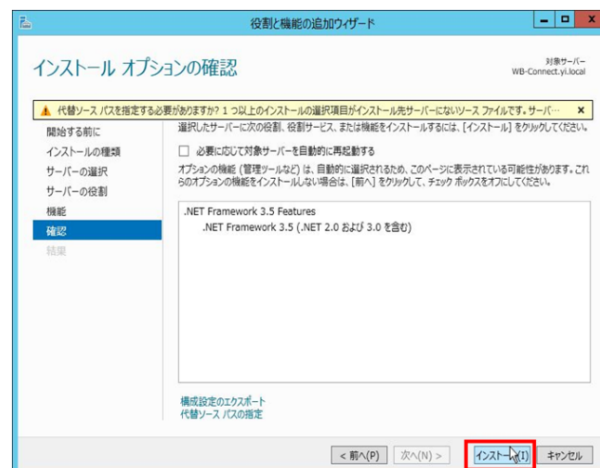 役割と機能の追加ウィザード
インストール オプションの確認
対象サーバー
WB-Connect.yi.local
代替ソース パスを指定する必要がありますか? 1 つ以上のインストールの選択項目がインストール先サーバーにないソース ファイルです。サーバ…
開始する前に
インストールの種類
サーバーの選択
サーバーの役割
機能
確認
結果
選択したサーバーに次の役割、役割サービス、または機能をインストールするには、[インストール] をクリックしてください。
必要に応じて対象サーバーを自動的に再起動する
オプションの機能 (管理ツールなど) は、自動的に選択されるため、このページに表示されている可能性があります。これ
らのオプションの機能をインストールしない場合は、[前へ] をクリックして、チェック ボックスをオフにしてください。
.NET Framework 3.5 Features
.NET Framework 3.5 (.NET 2.0 および 3.0 を含む)
構成設定のエクスポート
代替ソース パスの指定
< 前へ(P)
次へ(N) >
インストール(I)
キャンセル